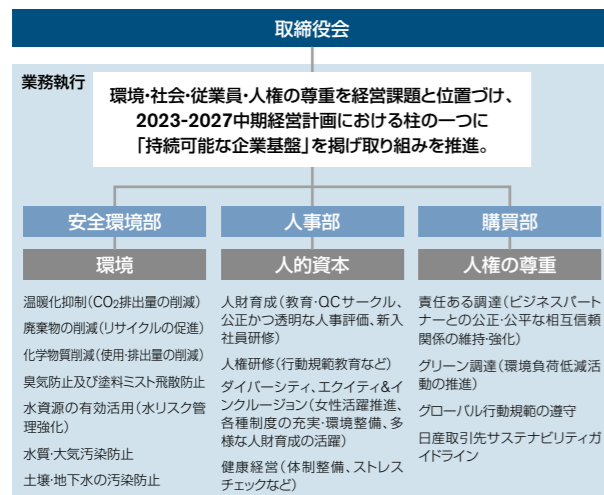 取締役会
業務執行
環境・社会・従業員・人権の尊重を経営課題と位置づけ、
2023-2027中期経営計画における柱の一つに
「持続可能な企業基盤」を掲げ取り組みを推進。
安全環境部
環境
温暖化抑制(CO₂排出量の削減)
廃棄物の削減(リサイクルの促進)
化学物質削減(使用・排出量の削減)
臭気防止及び塗料ミスト飛散防止
水資源の有効活用(水リスク管
理強化)
水質・大気汚染防止
土壌・地下水の汚染防止
人事部
人的資本
人財育成(教育・QCサークル、
公正かつ透明な人事評価、新入
社員研修)
人権研修(行動規範教育など)
ダイバーシティ、エクイティ&イ
ンクルージョン(女性活躍推進、
各種制度の充実・環境整備、多
様な人財育成の活躍)
健康経営(体制整備、ストレス
チェックなど)
購買部
人権の尊重
責任ある調達(ビジネスパート
ナーとの公正・公平な相互信頼
関係の維持・強化)
グリーン調達(環境負荷低減活
動の推進)
グローバル行動規範の遵守
日産取引先サステナビリティガ
イドライン